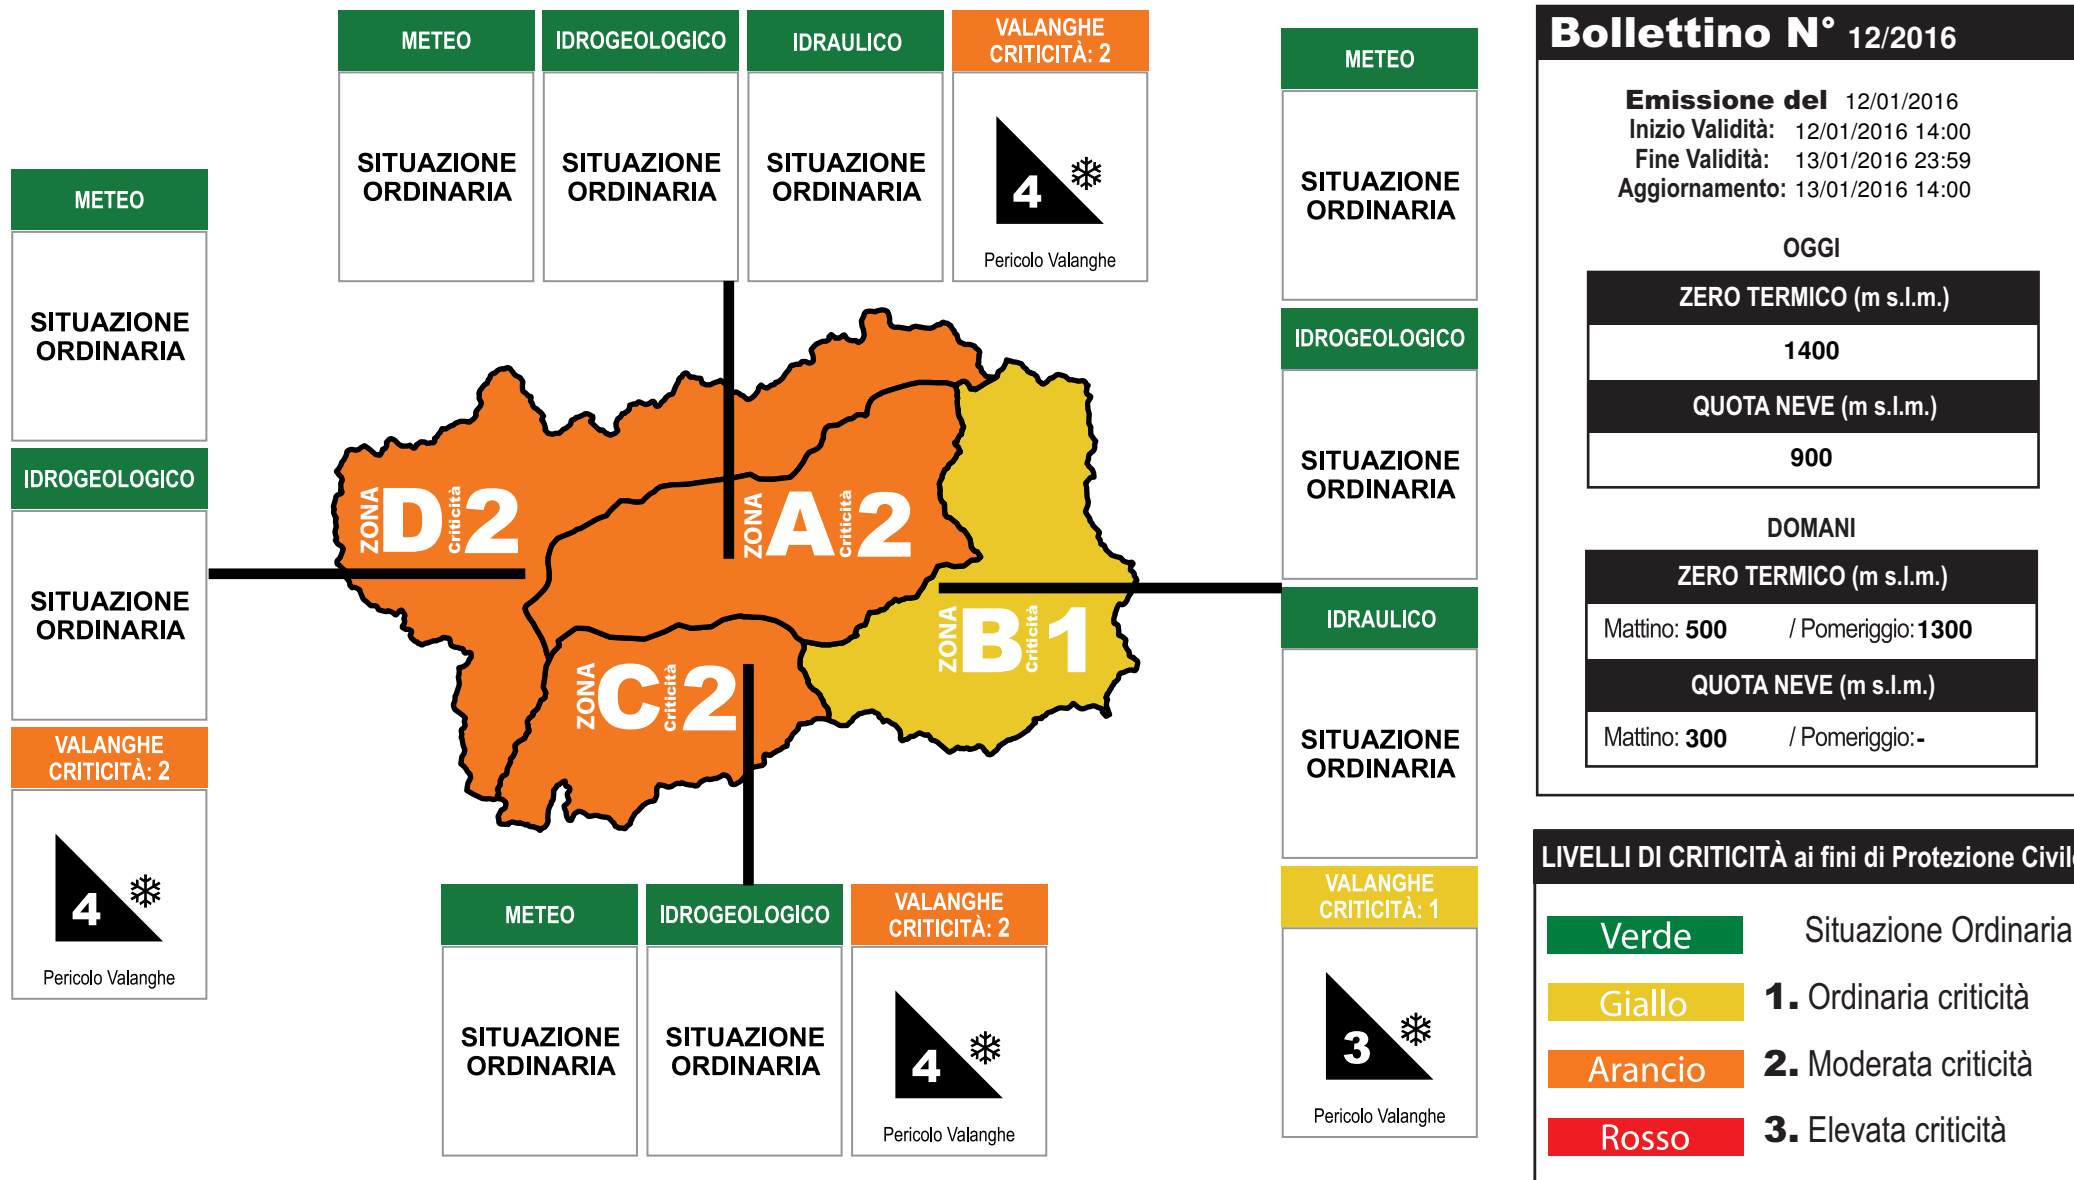 METEO
SITUAZIONE
ORDINARIA
IDROGEOLOGICO
SITUAZIONE
ORDINARIA
VALANGHE
CRITICITÀ: 2
4
Pericolo Valanghe
METEO
SITUAZIONE
ORDINARIA
IDROGEOLOGICO
SITUAZIONE
ORDINARIA
IDRAULICO
SITUAZIONE
ORDINARIA
VALANGHE
CRITICITÀ: 2
4
Pericolo Valanghe
ZONA D Criticità 2
ZONA A Criticità 2
ZONA C Criticità 2
ZONA B Criticità 1
METEO
SITUAZIONE
ORDINARIA
IDROGEOLOGICO
SITUAZIONE
ORDINARIA
VALANGHE
CRITICITÀ: 2
4
Pericolo Valanghe
METEO
SITUAZIONE
ORDINARIA
IDROGEOLOGICO
SITUAZIONE
ORDINARIA
IDRAULICO
SITUAZIONE
ORDINARIA
VALANGHE
CRITICITÀ: 1
3
Pericolo Valanghe
Bollettino N° 12/2016
Emissione del 12/01/2016
Inizio Validità: 12/01/2016 14:00
Fine Validità: 13/01/2016 23:59
Aggiornamento: 13/01/2016 14:00
OGGI
ZERO TERMICO (m s.l.m.)
1400
QUOTA NEVE (m s.l.m.)
900
DOMANI
ZERO TERMICO (m s.l.m.)
Mattino: 500 / Pomeriggio: 1300
QUOTA NEVE (m s.l.m.)
Mattino: 300 / Pomeriggio: -
LIVELLI DI CRITICITÀ ai fini di Protezione Civile
Verde Situazione Ordinaria
Giallo 1. Ordinaria criticità
Arancio 2. Moderata criticità
Rosso 3. Elevata criticità